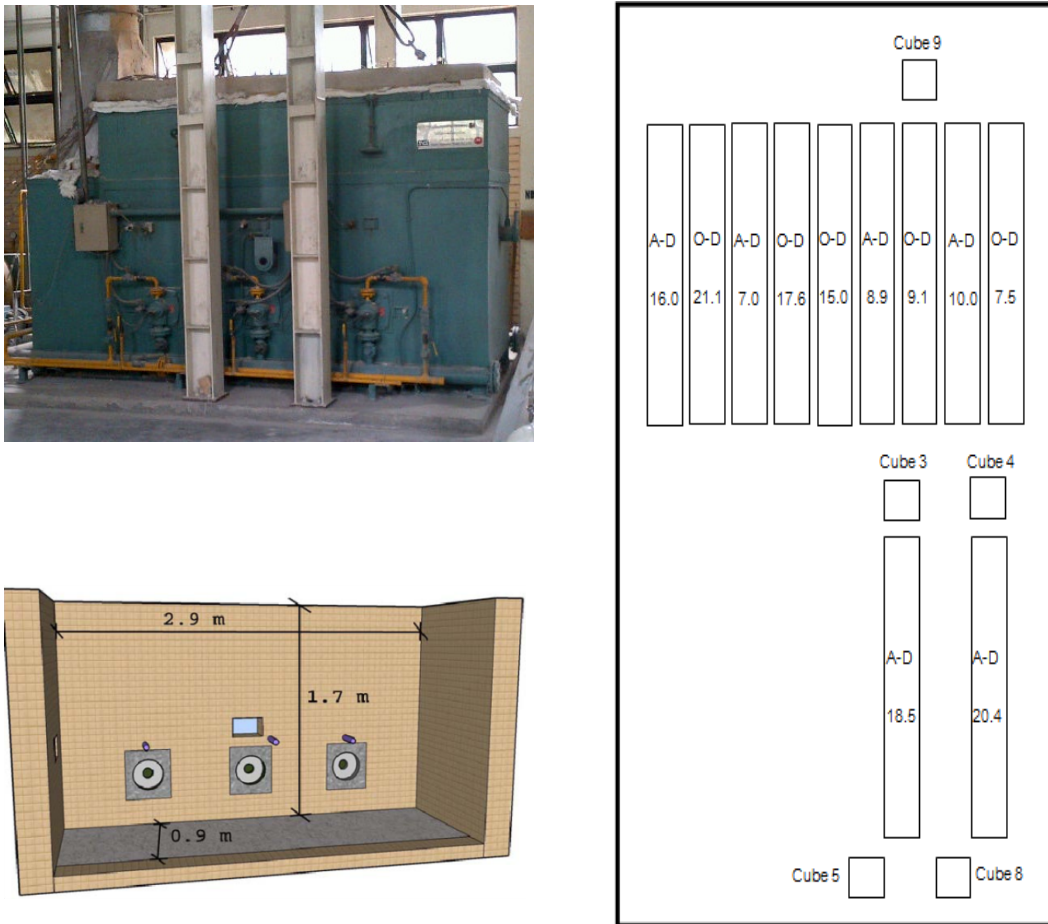 2.9 m
1.7 m
0.9 m
Cube 9
A-D O-D A-D O-D O-D A-D O-D A-D O-D
16.0 21.1 7.0 17.6 15.0 8.9 9.1 10.0 7.5
Cube 3 Cube 4
A-D A-D
18.5 20.4
Cube 5 Cube 8